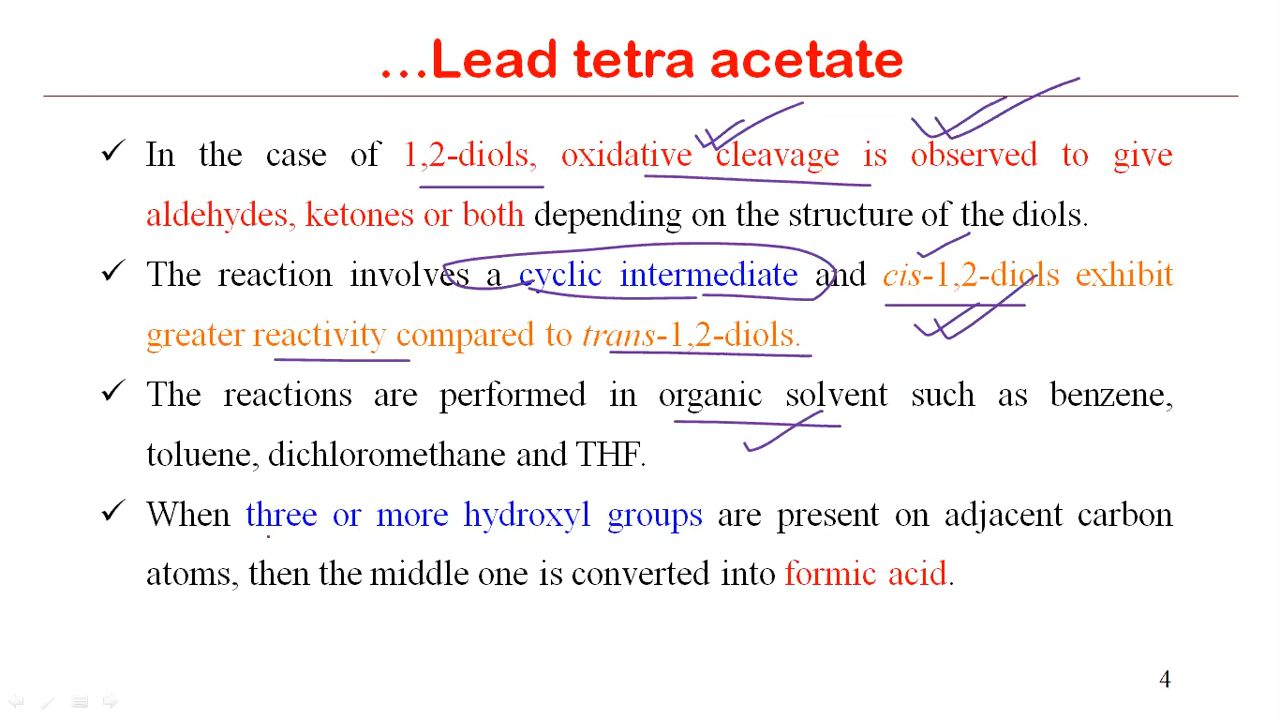 ...Lead tetra acetate
✓ In the case of 1,2-diols, oxidative cleavage is observed to give
aldehydes, ketones or both depending on the structure of the diols.
✓ The reaction involves a cyclic intermediate and cis-1,2-diols exhibit
greater reactivity compared to trans-1,2-diols.
✓ The reactions are performed in organic solvent such as benzene,
toluene, dichloromethane and THF.
✓ When three or more hydroxyl groups are present on adjacent carbon
atoms, then the middle one is converted into formic acid.
4